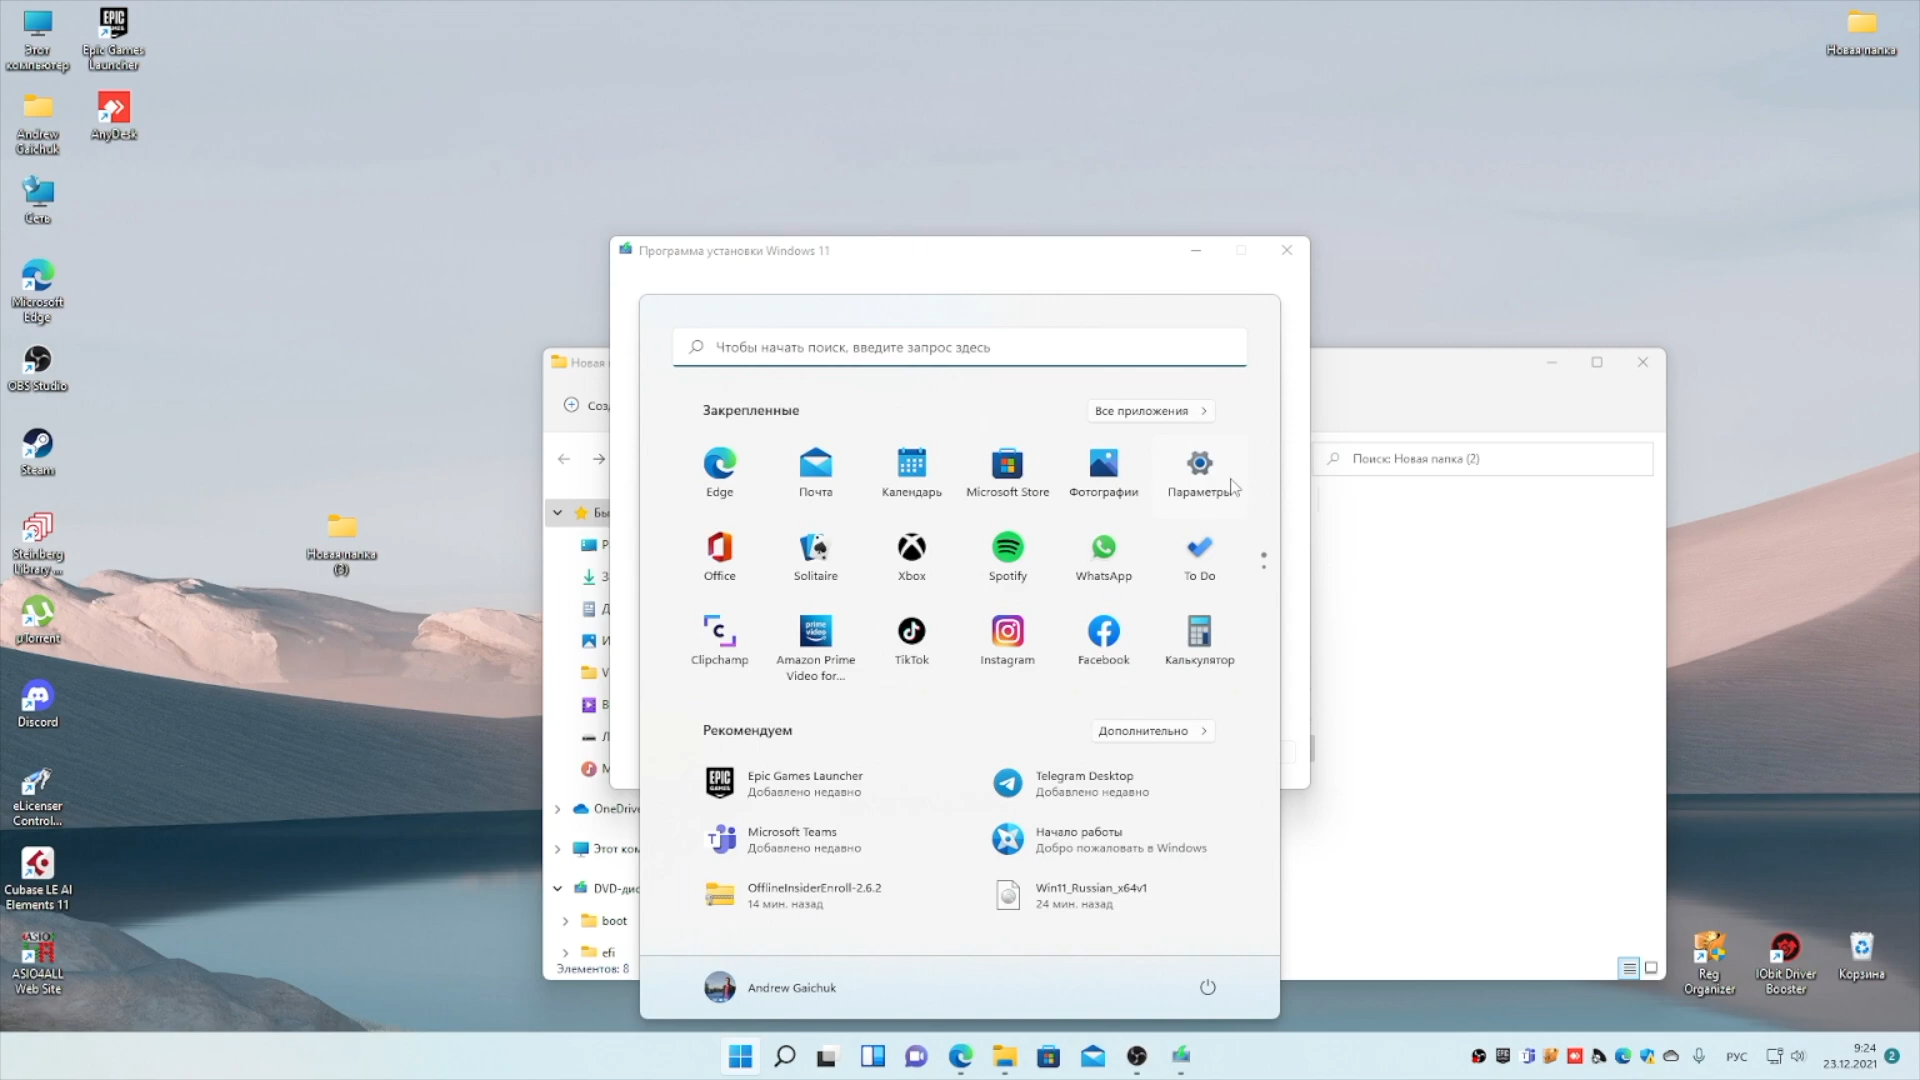 Этот
компьютер
Epic Games
Launcher
Andrew
Gaichuk
AnyDesk
Сеть
Microsoft
Edge
OBS Studio
Steam
Steinberg
Library ...
µTorrent
Discord
eLicenser
Control...
Cubase LE AI
Elements 11
ASIO4ALL
Web Site
Новая папка
(3)
Новая папка
Программа установки Windows 11
Новая
Поиск: Новая папка (2)
OneDrive
DVD-дис
boot
efi
Элементов: 8
Чтобы начать поиск, введите запрос здесь
Закрепленные
Все приложения
Edge
Почта
Календарь
Microsoft Store
Фотографии
Параметры
Office
Solitaire
Xbox
Spotify
WhatsApp
To Do
Clipchamp
Amazon Prime
Video for...
TikTok
Instagram
Facebook
Калькулятор
Рекомендуем
Дополнительно
Epic Games Launcher
Добавлено недавно
Telegram Desktop
Добавлено недавно
Microsoft Teams
Добавлено недавно
Начало работы
Добро пожаловать в Windows
OfflineInsiderEnroll-2.6.2
14 мин. назад
Win11_Russian_x64v1
24 мин. назад
Andrew Gaichuk
Reg
Organizer
IObit Driver
Booster
Корзина
РУС
9:24
23.12.2021
2